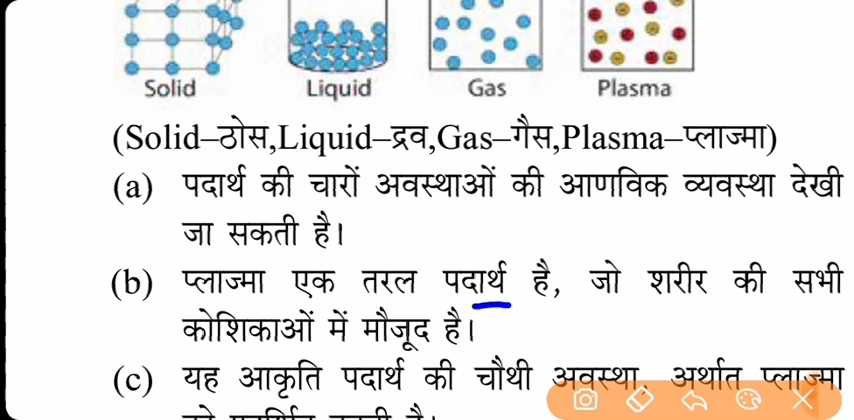 Solid Liquid Gas Plasma
(Solid–ठोस,Liquid–द्रव,Gas–गैस,Plasma–प्लाज्मा)
(a) पदार्थ की चारों अवस्थाओं की आणविक व्यवस्था देखी
जा सकती है।
(b) प्लाज्मा एक तरल पदार्थ है, जो शरीर की सभी
कोशिकाओं में मौजूद है।
(c) यह आकृति पदार्थ की चौथी अवस्था, अर्थात प्लाज्मा